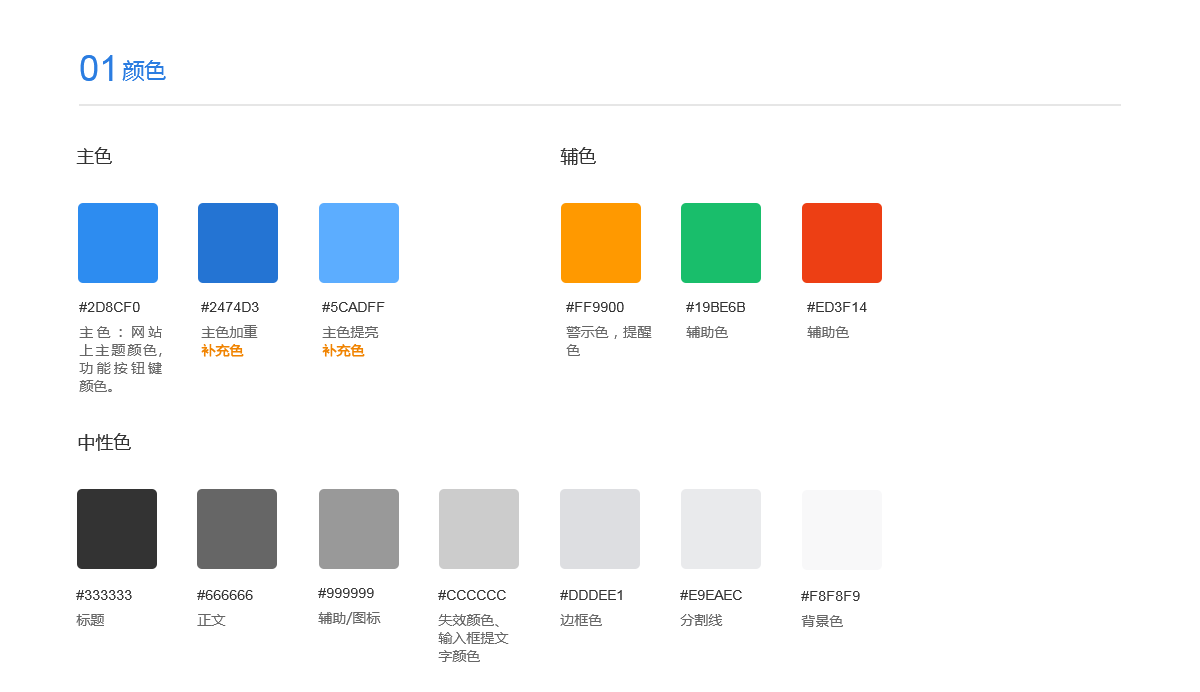 01 颜色
主色
辅色
#2D8CF0
#2474D3
#5CADFF
#FF9900
#19BE6B
#ED3F14
主色：网站
上主题颜色,
功能按钮键
颜色。
主色加重
补充色
主色提亮
补充色
警示色，提醒
色
辅助色
辅助色
中性色
#333333
#666666
#999999
#CCCCCC
#DDDEE1
#E9EAEC
#F8F8F9
标题
正文
辅助/图标
失效颜色、
输入框提文
字颜色
边框色
分割线
背景色